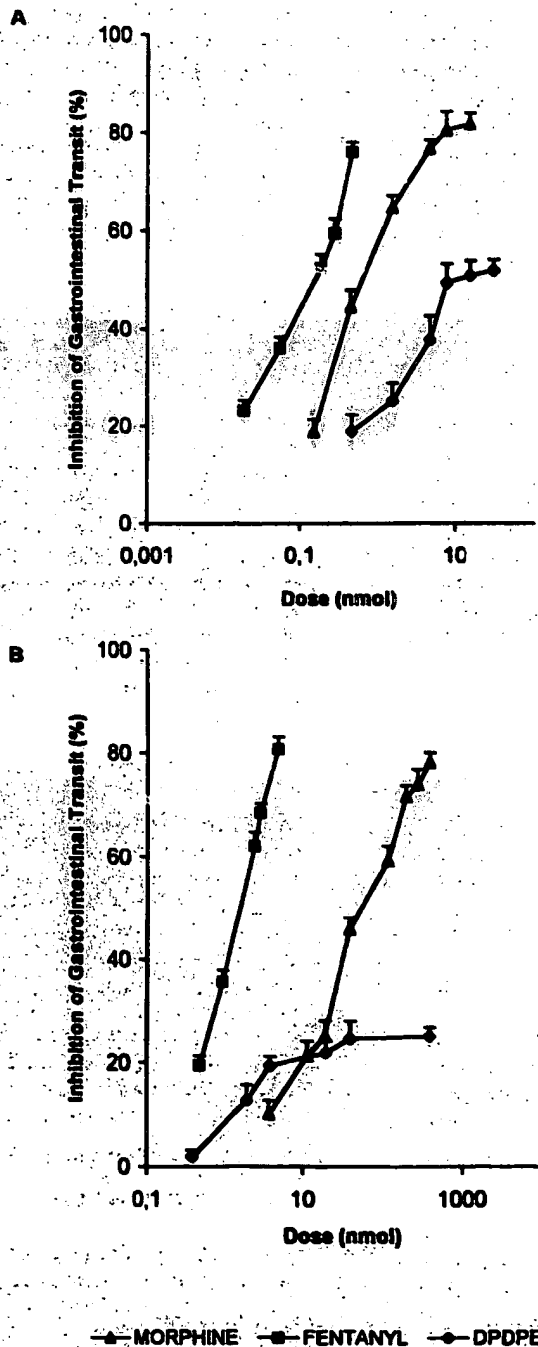 A
Inhibition of Gastrointestinal Transit (%)
100
80
60
40
20
0
0,001
0,1
10
Dose (nmol)
B
Inhibition of Gastrointestinal Transit (%)
100
80
60
40
20
0
0,1
10
1000
Dose (nmol)
MORPHINE FENTANYL DPDPE